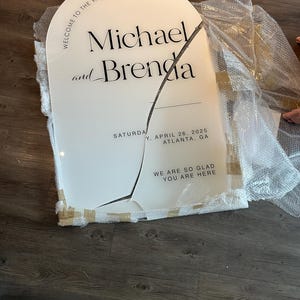 WELCOME TO THE
Michael
and Brenda
SATURDAY, APRIL 26, 2025
ATLANTA, GA
WE ARE SO GLAD
YOU ARE HERE